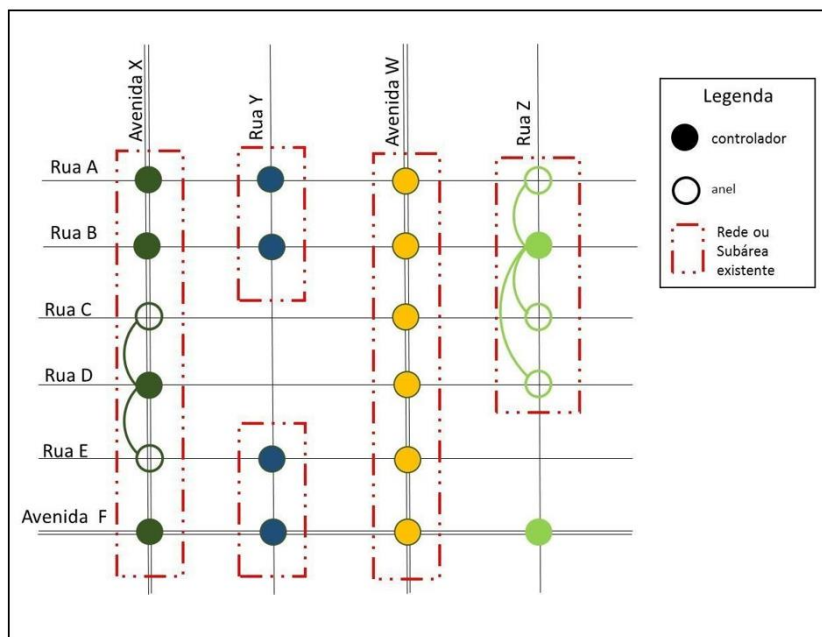 Avenida X
Rua Y
Avenida W
Rua Z
Rua A
Rua B
Rua C
Rua D
Rua E
Avenida F
Legenda
controlador
anel
Rede ou
Subárea
existente